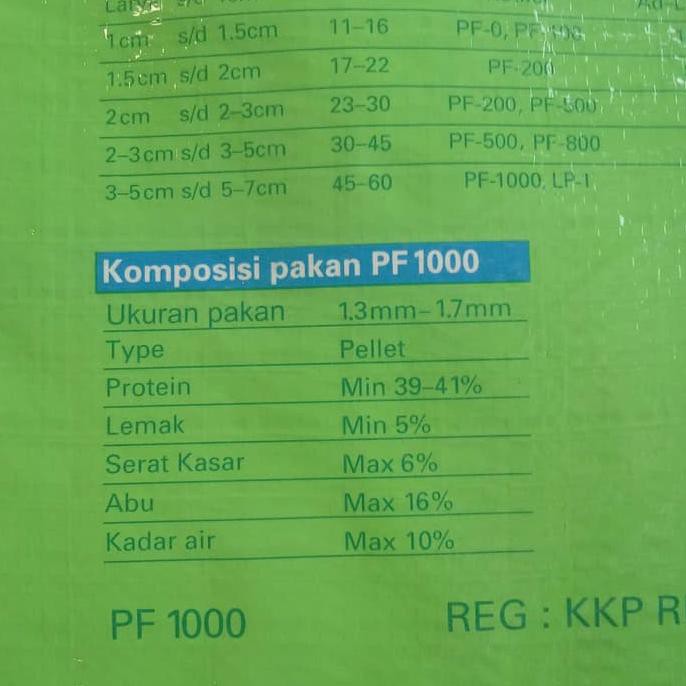 s/d
1cm s/d 1.5cm 11–16 PF-0, PF-100
1.5cm s/d 2cm 17–22 PF-200
2cm s/d 2–3cm 23–30 PF-200, PF-500
2–3cm s/d 3–5cm 30–45 PF-500, PF-800
3–5cm s/d 5–7cm 45–60 PF-1000, LP-1
Komposisi pakan PF 1000
Ukuran pakan 1.3mm–1.7mm
Type Pellet
Protein Min 39–41%
Lemak Min 5%
Serat Kasar Max 6%
Abu Max 16%
Kadar air Max 10%
PF 1000 REG : KKP R